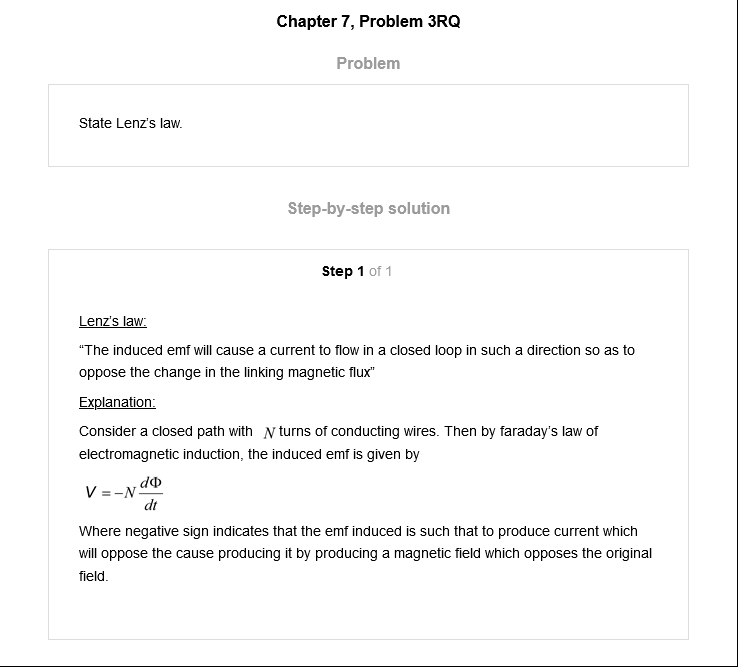 Chapter 7, Problem 3RQ
Problem
State Lenz's law.
Step-by-step solution
Step 1 of 1
Lenz's law:
“The induced emf will cause a current to flow in a closed loop in such a direction so as to
oppose the change in the linking magnetic flux”
Explanation:
Consider a closed path with N turns of conducting wires. Then by faraday's law of
electromagnetic induction, the induced emf is given by
V = −N dΦ/dt
Where negative sign indicates that the emf induced is such that to produce current which
will oppose the cause producing it by producing a magnetic field which opposes the original
field.